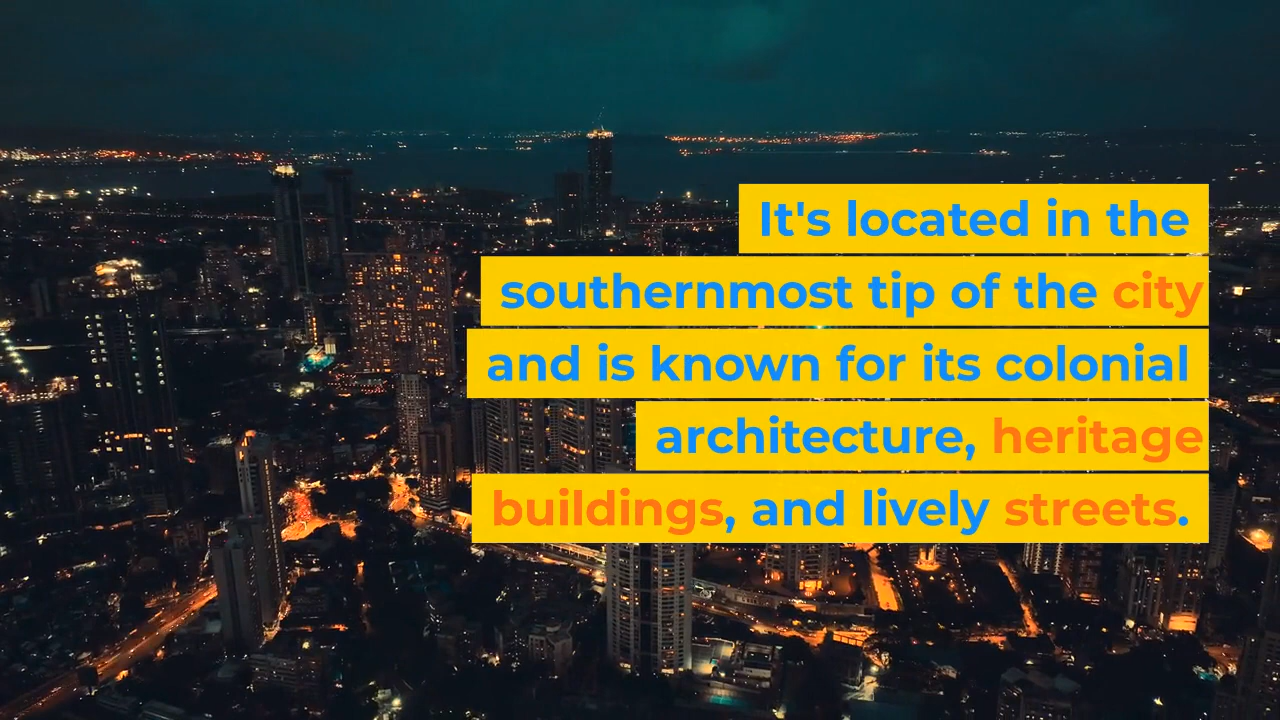 It's located in the
southernmost tip of the city
and is known for its colonial
architecture, heritage
buildings, and lively streets.